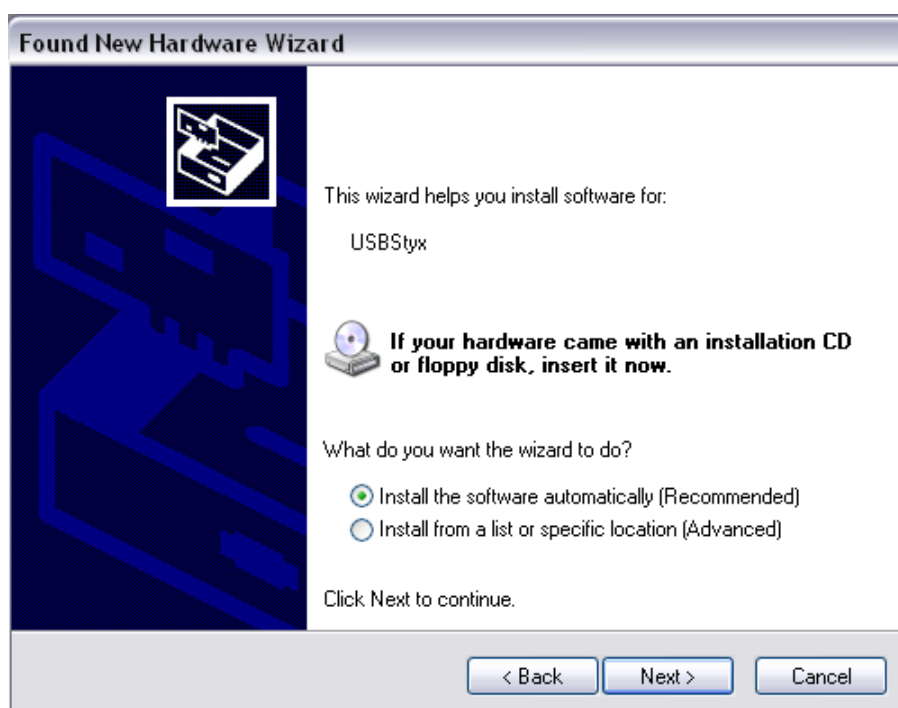 Found New Hardware Wizard
This wizard helps you install software for:
USBStyx
If your hardware came with an installation CD
or floppy disk, insert it now.
What do you want the wizard to do?
Install the software automatically (Recommended)
Install from a list or specific location (Advanced)
Click Next to continue.
< Back Next > Cancel